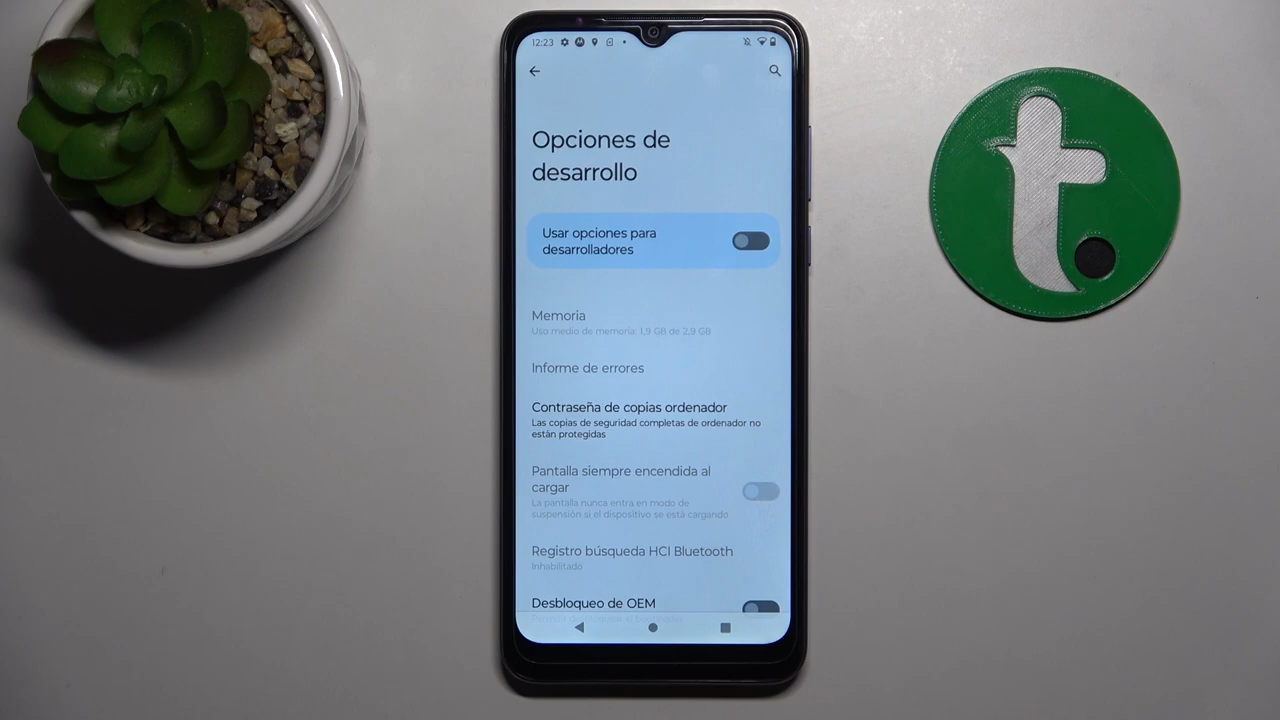 12:23
Opciones de
desarrollo
Usar opciones para
desarrolladores
Memoria
Uso medio de memoria: 1,9 GB de 2,9 GB
Informe de errores
Contraseña de copias ordenador
Las copias de seguridad completas de ordenador no
están protegidas
Pantalla siempre encendida al
cargar
La pantalla nunca entra en modo de
suspensión si el dispositivo se está cargando
Registro búsqueda HCI Bluetooth
Inhabilitado
Desbloqueo de OEM
t